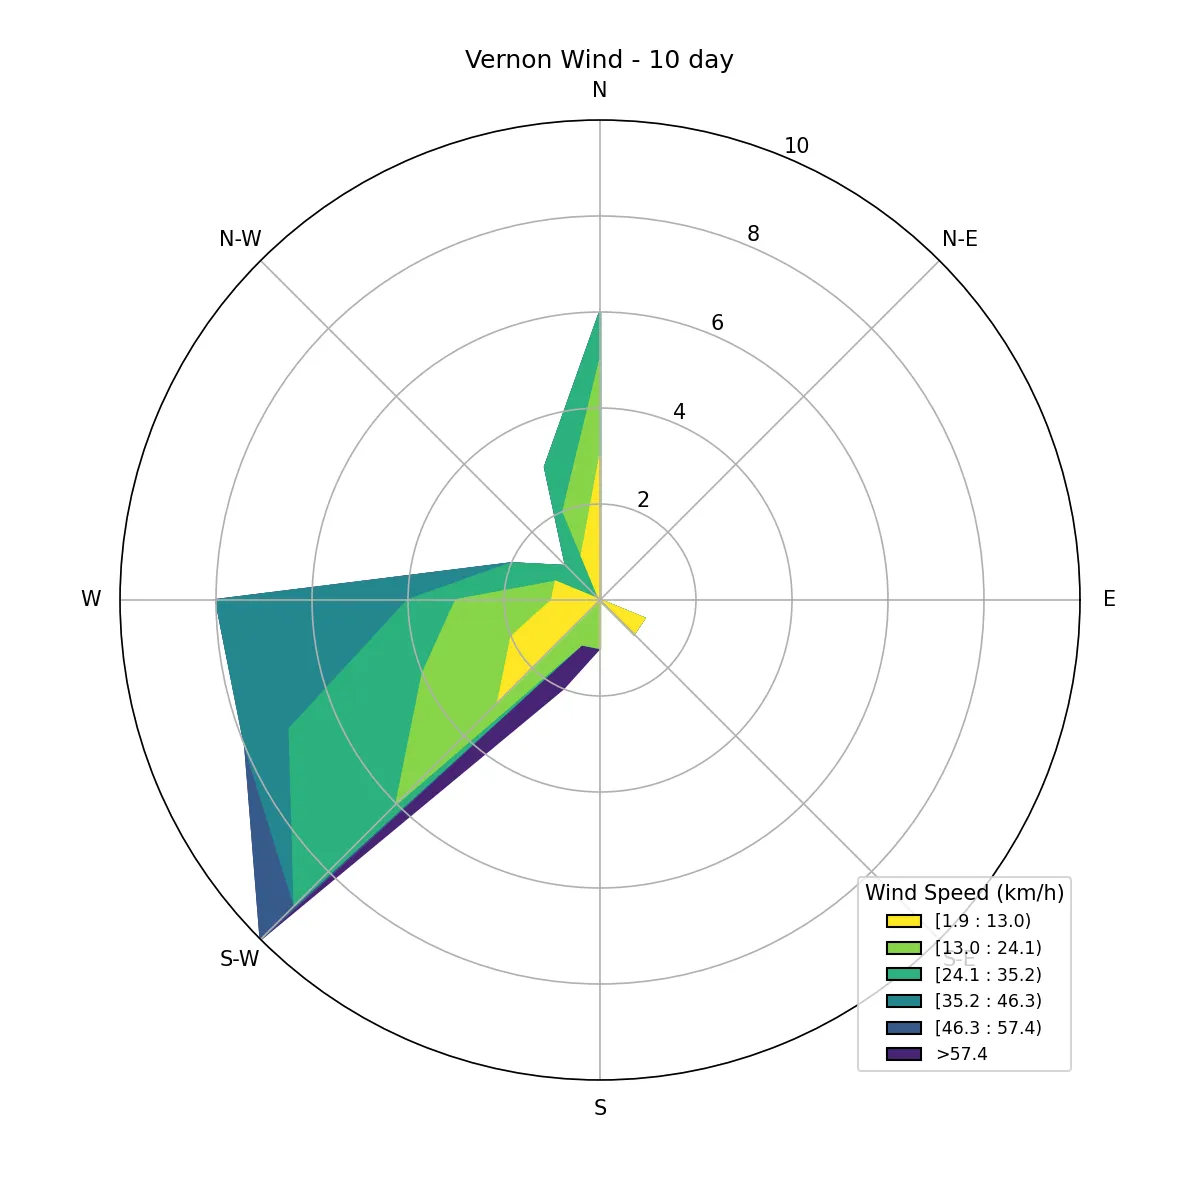 Vernon Wind - 10 day
N
10
N-W
8
N-E
6
4
2
W
E
Wind Speed (km/h)
[1.9 : 13.0)
[13.0 : 24.1)
S-W
S-E
[24.1 : 35.2)
[35.2 : 46.3)
[46.3 : 57.4)
>57.4
S